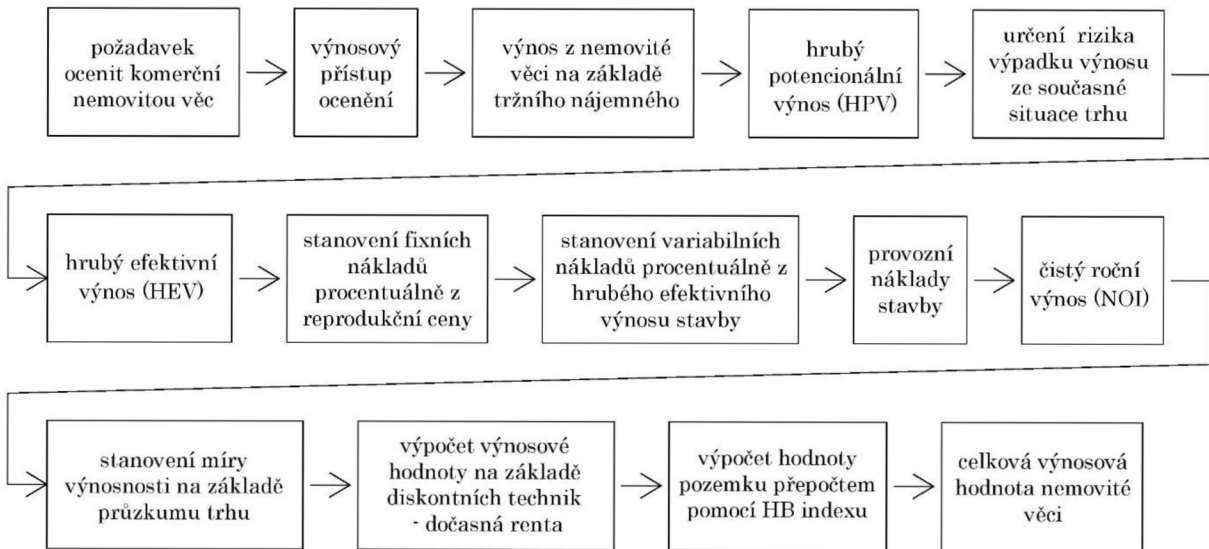 požadavek
ocenit komerční
nemovitou věc
výnosový
přístup
ocenění
výnos z nemovité
věci na základě
tržního nájemného
hrubý
potencionální
výnos (HPV)
určení rizika
výpadku výnosu
ze současné
situace trhu
hrubý efektivní
výnos (HEV)
stanovení fixních
nákladů
procentuálně z
reprodukční ceny
stanovení variabilních
nákladů procentuálně z
hrubého efektivního
výnosu stavby
provozní
náklady
stavby
čistý roční
výnos (NOI)
stanovení míry
výnosnosti na základě
průzkumu trhu
výpočet výnosové
hodnoty na základě
diskontních technik
- dočasná renta
výpočet hodnoty
pozemku přepočtem
pomocí HB indexu
celková výnosová
hodnota nemovité
věci